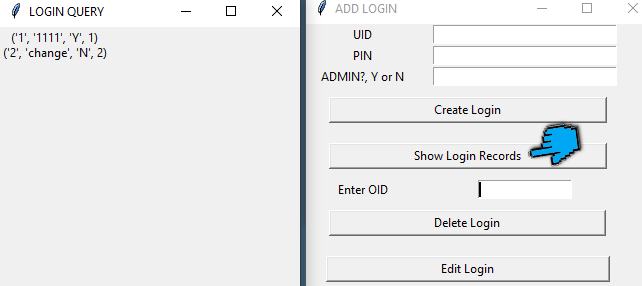 LOGIN QUERY
('1', '1111', 'Y', 1)
('2', 'change', 'N', 2)
ADD LOGIN
UID
PIN
ADMIN?, Y or N
Create Login
Show Login Records
Enter OID
Delete Login
Edit Login